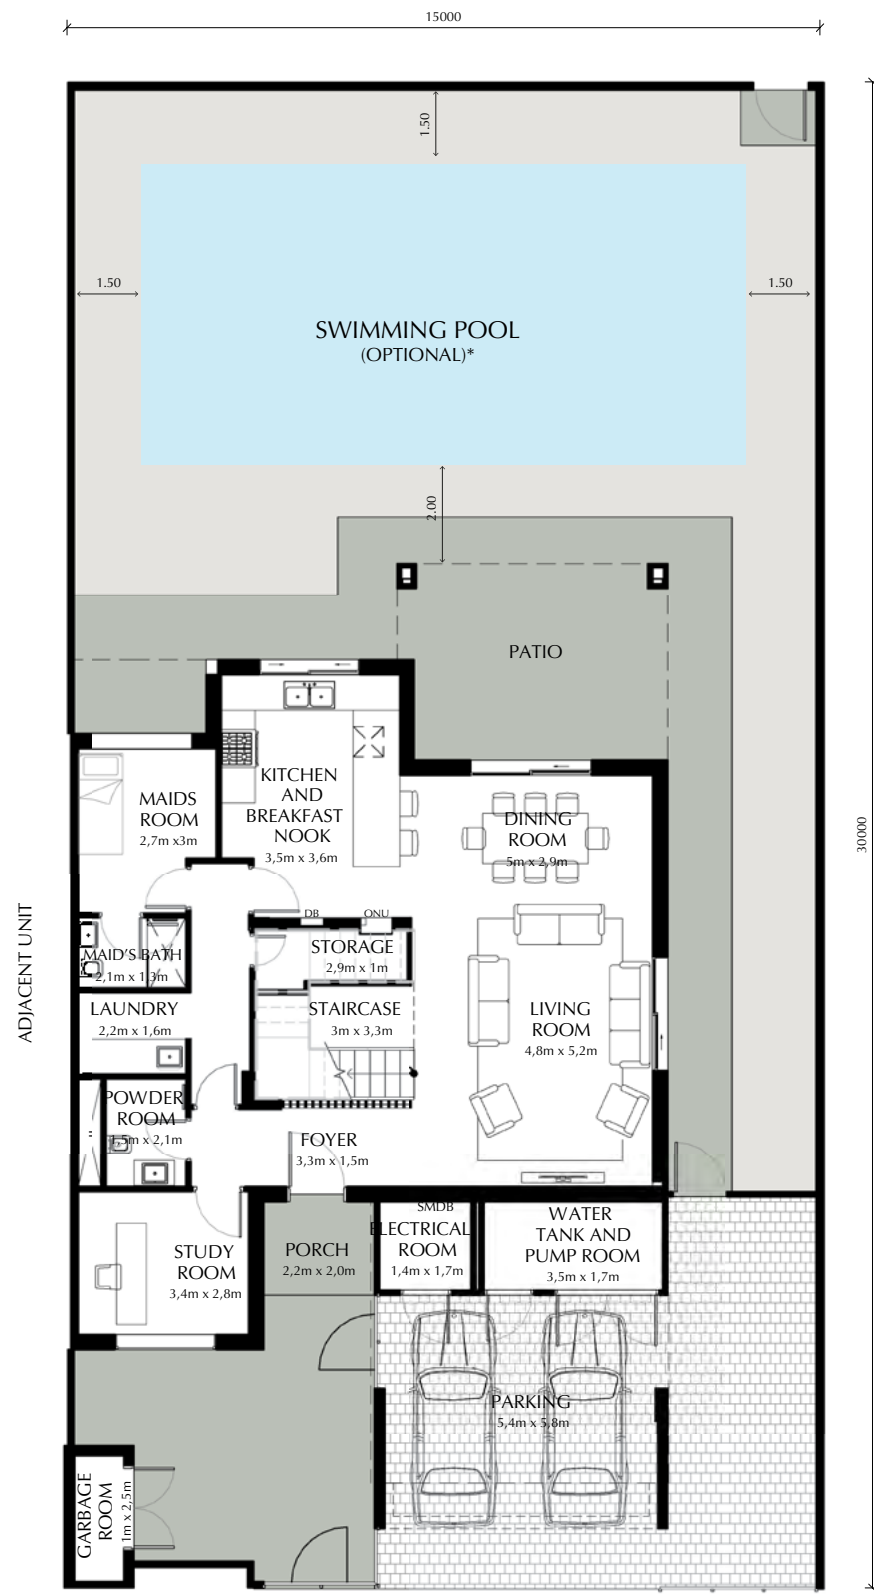 15000
1.50
1.50
1.50
SWIMMING POOL
(OPTIONAL)*
2.00
PATIO
30000
ADJACENT UNIT
KITCHEN
AND
BREAKFAST
NOOK
3,5m x 3,6m
MAIDS
ROOM
2,7m x3m
DINING
ROOM
5m x 2,9m
DB
ONU
STORAGE
2,9m x 1m
MAID'S BATH
2,1m x 1,3m
LAUNDRY
2,2m x 1,6m
STAIRCASE
3m x 3,3m
LIVING
ROOM
4,8m x 5,2m
POWDER
ROOM
1,5m x 2,1m
FOYER
3,3m x 1,5m
STUDY
ROOM
3,4m x 2,8m
PORCH
2,2m x 2,0m
SMDB
ELECTRICAL
ROOM
1,4m x 1,7m
WATER
TANK AND
PUMP ROOM
3,5m x 1,7m
PARKING
5,4m x 5,8m
GARBAGE
ROOM
1m x 2,5m